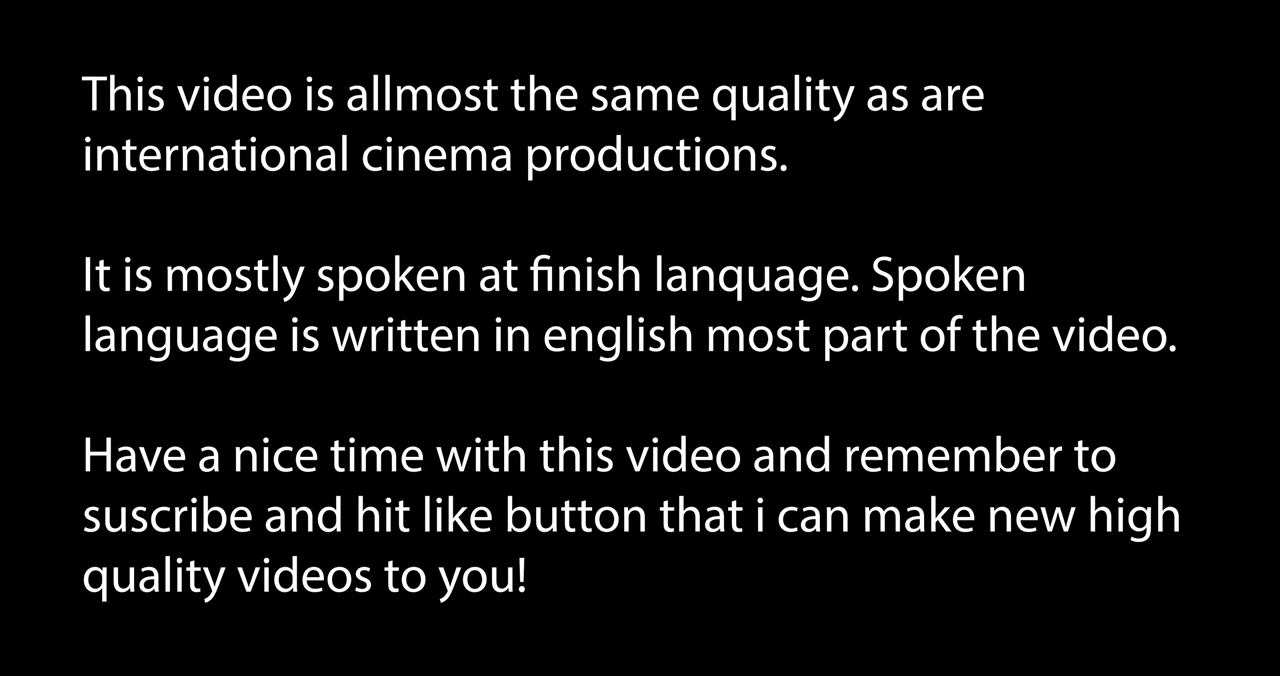 This video is allmost the same quality as are
international cinema productions.
It is mostly spoken at finish lanquage. Spoken
language is written in english most part of the video.
Have a nice time with this video and remember to
suscribe and hit like button that i can make new high
quality videos to you!